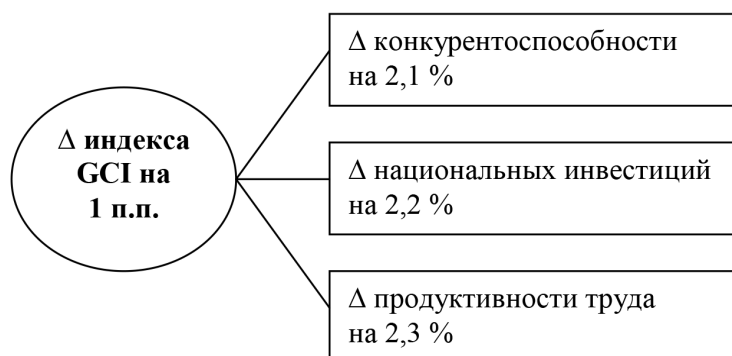 Δ индекса
GCI на
1 п.п.
Δ конкурентоспособности
на 2,1 %
Δ национальных инвестиций
на 2,2 %
Δ продуктивности труда
на 2,3 %